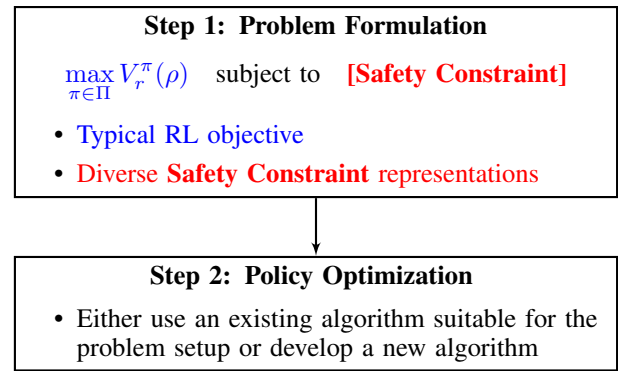 Step 1: Problem Formulation
max V_r^π(ρ) subject to [Safety Constraint]
π∈Π
• Typical RL objective
• Diverse Safety Constraint representations
Step 2: Policy Optimization
• Either use an existing algorithm suitable for the
problem setup or develop a new algorithm